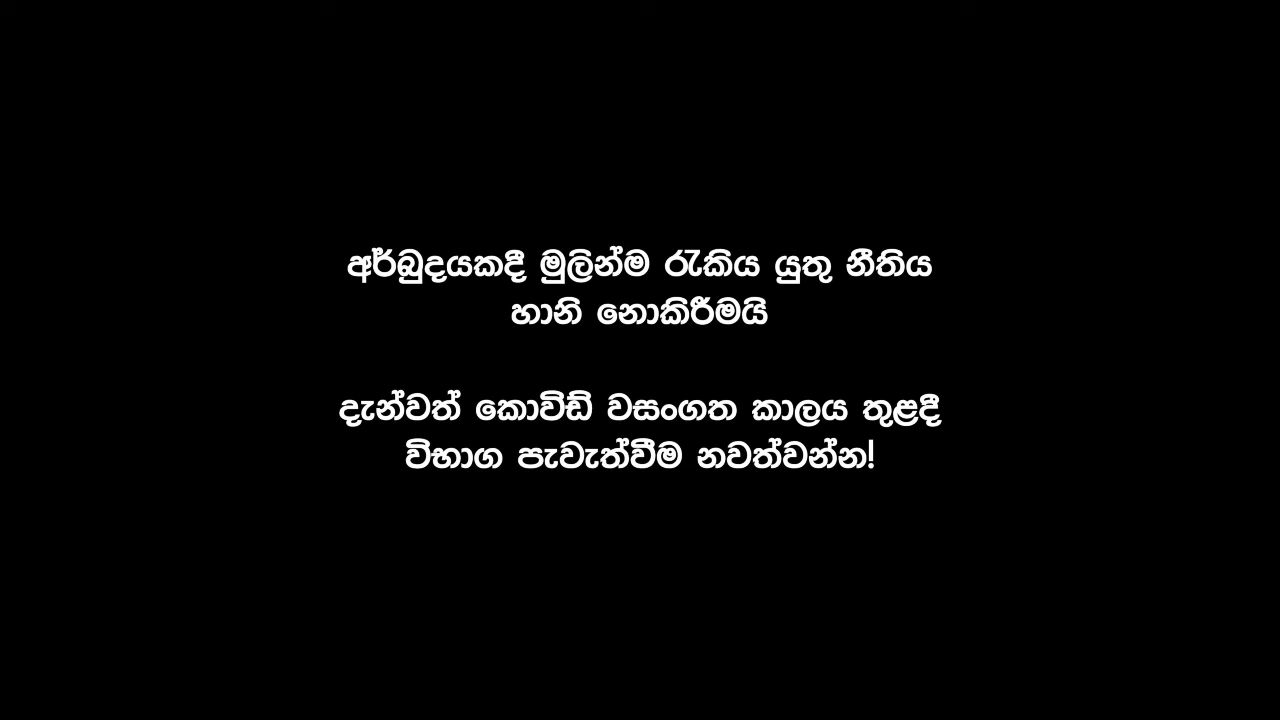 අර්බුදයකදී මුලින්ම රැකිය යුතු නීතිය
හානි නොකිරීමයි
දැන්වත් කොවිඩ් වසංගත කාලය තුළදී
විභාග පැවැත්වීම නවත්වන්න!